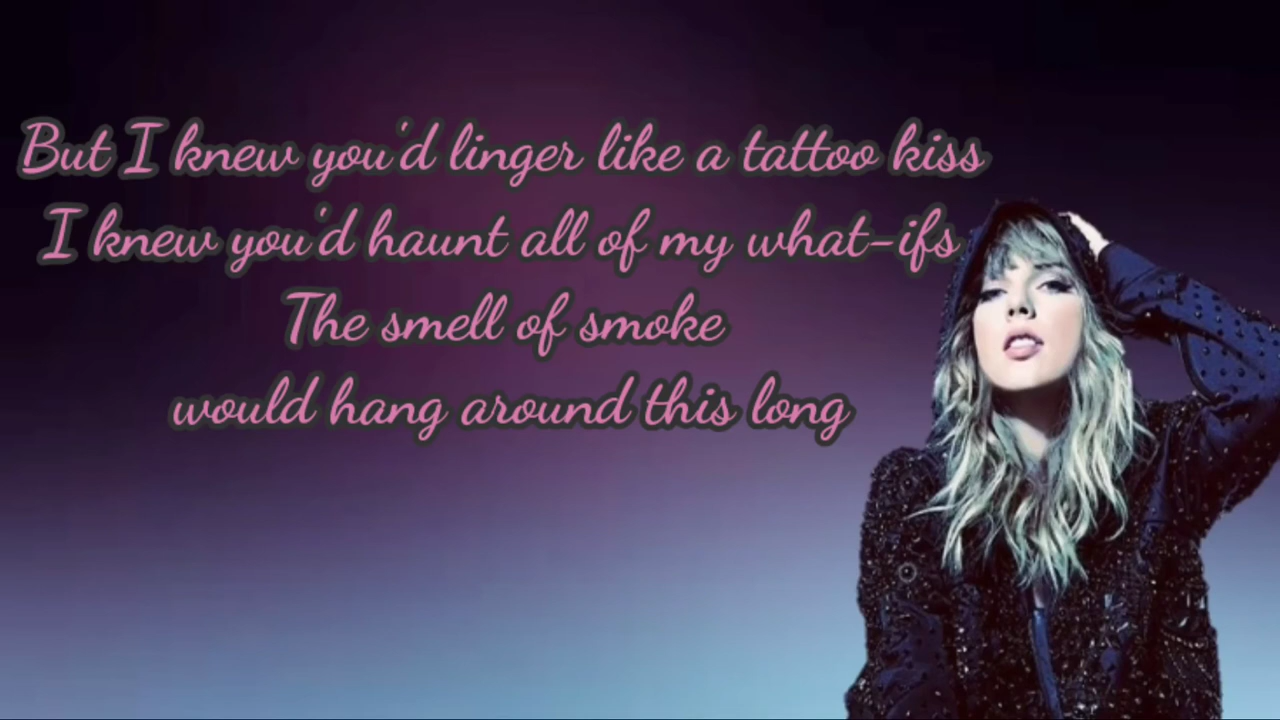 But I knew you'd linger like a tattoo kiss
I knew you'd haunt all of my what-ifs
The smell of smoke
would hang around this long